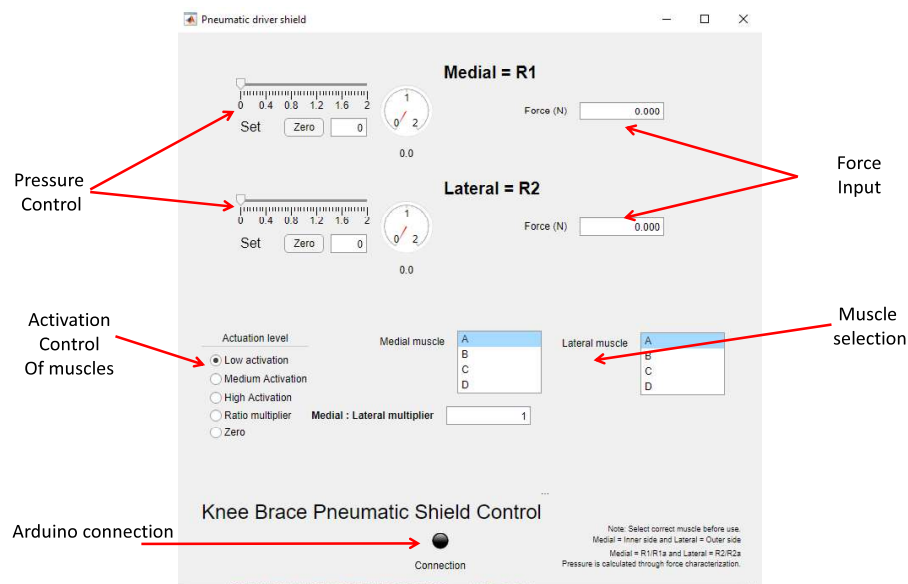 Pneumatic driver shield
Medial = R1
0 0.4 0.8 1.2 1.6 2
Set Zero 0
0 1 2
0.0
Force (N) 0.000
Pressure
Control
Force
Input
Lateral = R2
0 0.4 0.8 1.2 1.6 2
Set Zero 0
0 1 2
0.0
Force (N) 0.000
Activation
Control
Of muscles
Actuation level
Low activation
Medium Activation
High Activation
Ratio multiplier
Zero
Medial muscle
A
B
C
D
Lateral muscle
A
B
C
D
Muscle
selection
Medial : Lateral multiplier 1
...
Knee Brace Pneumatic Shield Control
Arduino connection
Connection
Note: Select correct muscle before use.
Medial = Inner side and Lateral = Outer side
Medial = R1/R1a and Lateral = R2/R2a
Pressure is calculated through force characterization.